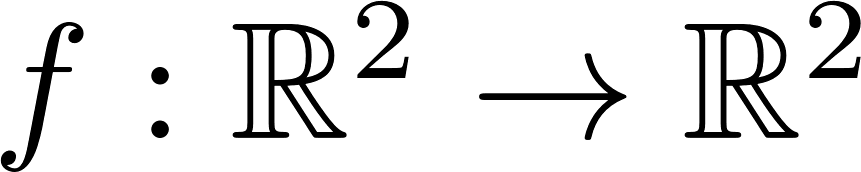 f : ℝ² → ℝ²